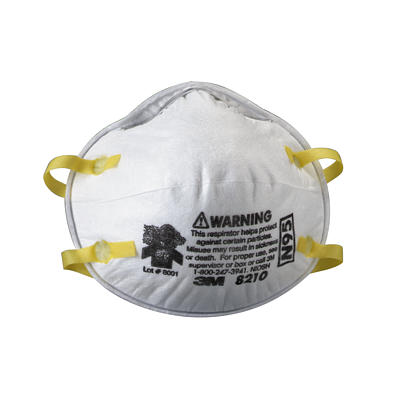 ⚠WARNING
This respirator helps protect
against certain particles.
Misuse may result in sickness
or death. For proper use, see
supervisor or box or call 3M
1-800-247-3941. NIOSH
3M 8210
N95
Lot # 8001